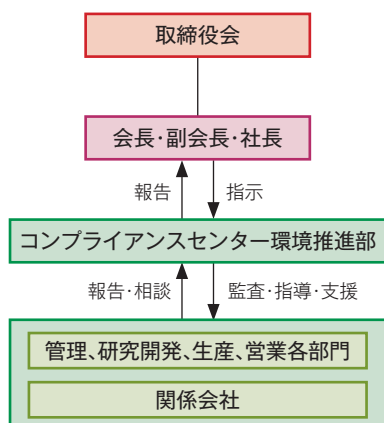 取締役会
会長・副会長・社長
報告
指示
コンプライアンスセンター環境推進部
報告・相談
監査・指導・支援
管理、研究開発、生産、営業各部門
関係会社